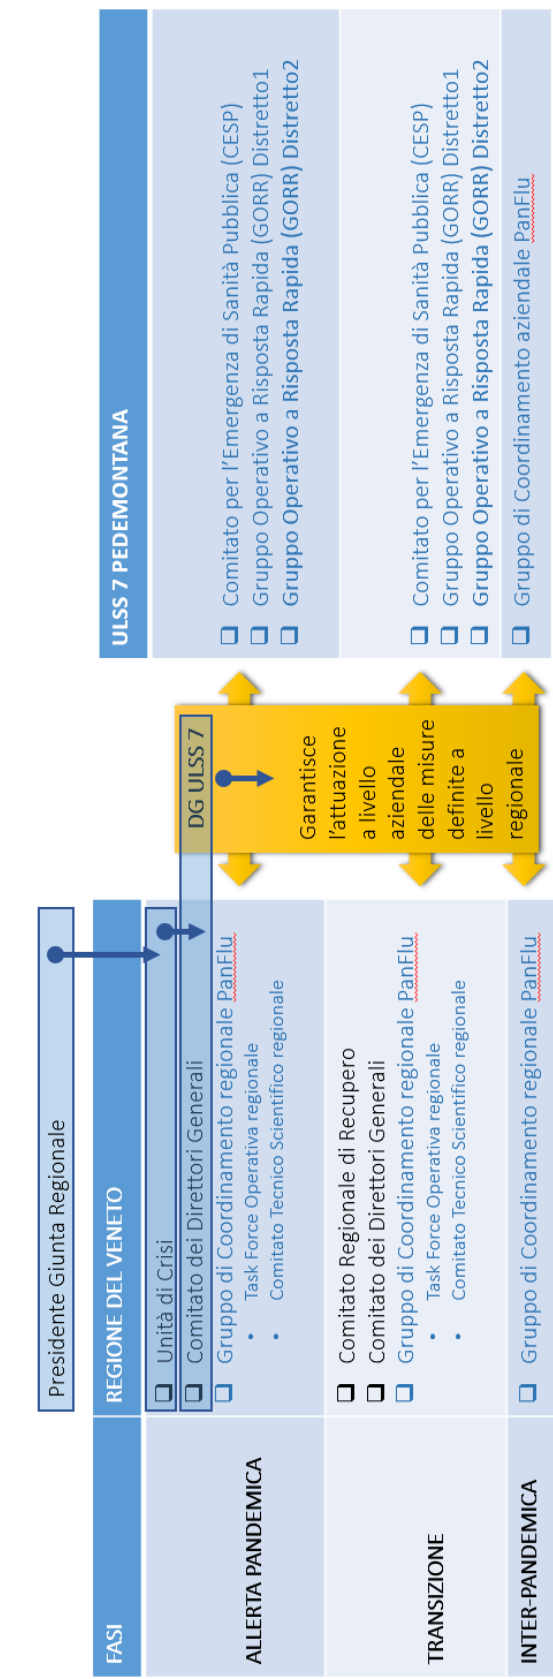 Presidente Giunta Regionale
FASI
REGIONE DEL VENETO
ULSS 7 PEDEMONTANA
ALLERTA PANDEMICA
❑ Unità di Crisi
❑ Comitato dei Direttori Generali
❑ Gruppo di Coordinamento regionale PanFlu
• Task Force Operativa regionale
• Comitato Tecnico Scientifico regionale
DG ULSS 7
Garantisce
l’attuazione
a livello
aziendale
delle misure
definite a
livello
regionale
❑ Comitato per l’Emergenza di Sanità Pubblica (CESP)
❑ Gruppo Operativo a Risposta Rapida (GORR) Distretto1
❑ Gruppo Operativo a Risposta Rapida (GORR) Distretto2
TRANSIZIONE
❑ Comitato Regionale di Recupero
❑ Comitato dei Direttori Generali
❑ Gruppo di Coordinamento regionale PanFlu
• Task Force Operativa regionale
• Comitato Tecnico Scientifico regionale
❑ Comitato per l’Emergenza di Sanità Pubblica (CESP)
❑ Gruppo Operativo a Risposta Rapida (GORR) Distretto1
❑ Gruppo Operativo a Risposta Rapida (GORR) Distretto2
INTER-PANDEMICA
❑ Gruppo di Coordinamento regionale PanFlu
❑ Gruppo di Coordinamento aziendale PanFlu